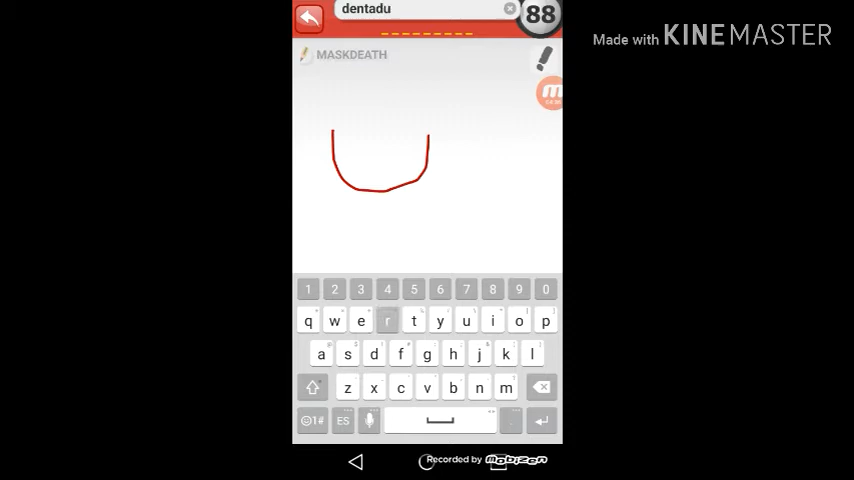 dentadu
88
Made with KINEMASTER
MASKDEATH
1 2 3 4 5 6 7 8 9 0
q w e r t y u i o p
a s d f g h j k l
z x c v b n m
☺1# ES
Recorded by mobizen